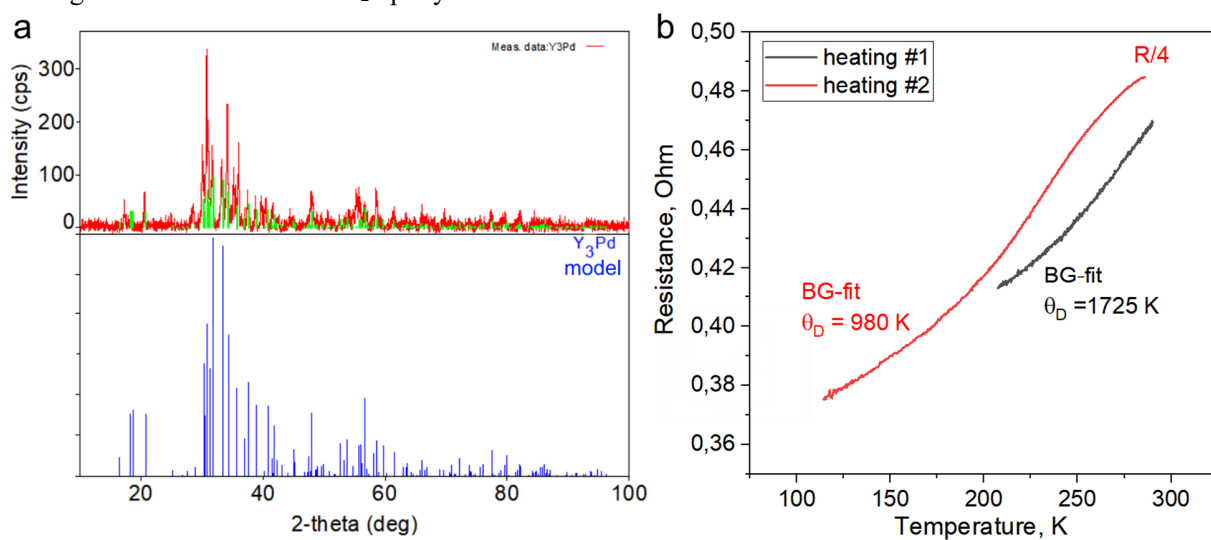 a
Meas. data:Y3Pd
Intensity (cps)
300
200
100
0
Y3Pd
model
20
40
60
80
100
2-theta (deg)
b
heating #1
heating #2
R/4
BG-fit
θD = 980 K
BG-fit
θD =1725 K
Resistance, Ohm
0,50
0,48
0,46
0,44
0,42
0,40
0,38
0,36
100
150
200
250
300
Temperature, K